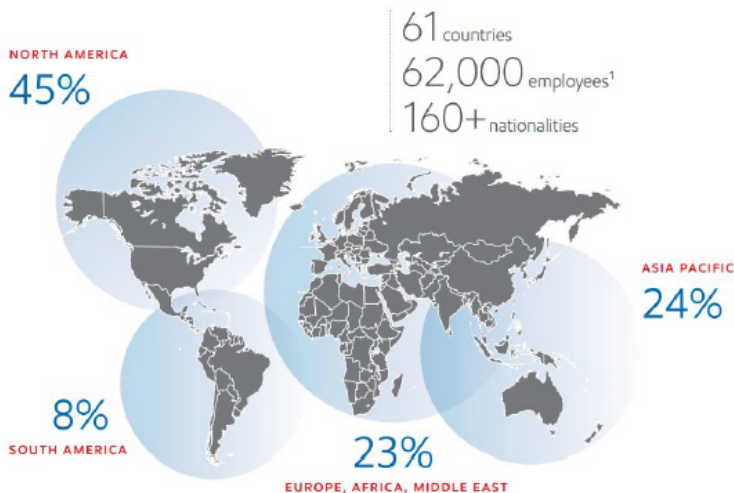 61 countries
62,000 employees¹
160+ nationalities
NORTH AMERICA
45%
ASIA PACIFIC
24%
8%
SOUTH AMERICA
23%
EUROPE, AFRICA, MIDDLE EAST